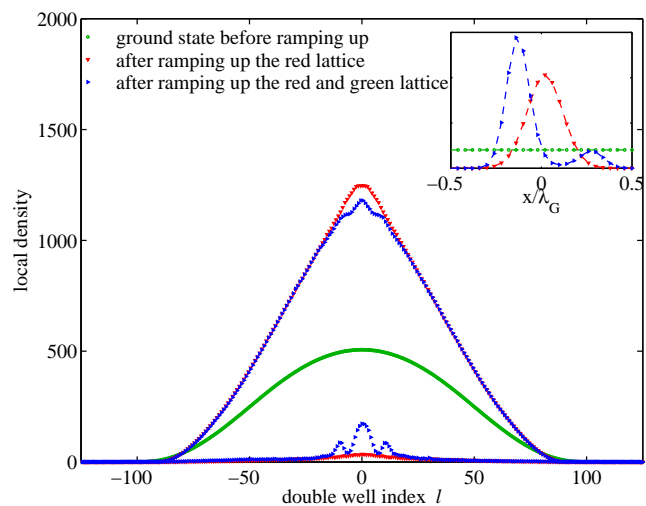 2000
ground state before ramping up
after ramping up the red lattice
after ramping up the red and green lattice
1500
−0.5 0 0.5
x/λ_G
1000
local density
500
0
−100 −50 0 50 100
double well index l